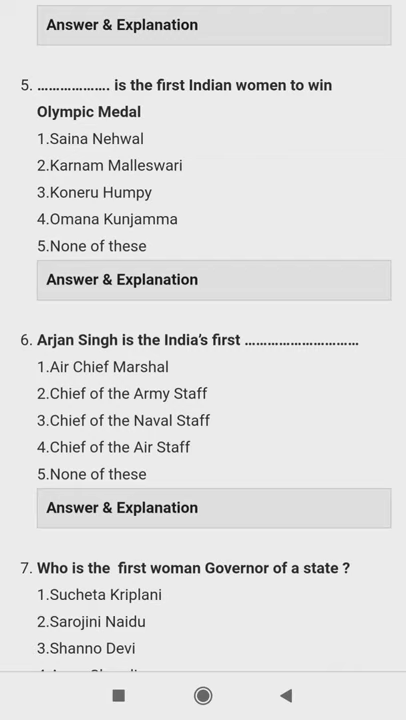 Answer & Explanation
5. ................... is the first Indian women to win
Olympic Medal
1.Saina Nehwal
2.Karnam Malleswari
3.Koneru Humpy
4.Omana Kunjamma
5.None of these
Answer & Explanation
6. Arjan Singh is the India’s first ..............................
1.Air Chief Marshal
2.Chief of the Army Staff
3.Chief of the Naval Staff
4.Chief of the Air Staff
5.None of these
Answer & Explanation
7. Who is the  first woman Governor of a state ?
1.Sucheta Kriplani
2.Sarojini Naidu
3.Shanno Devi